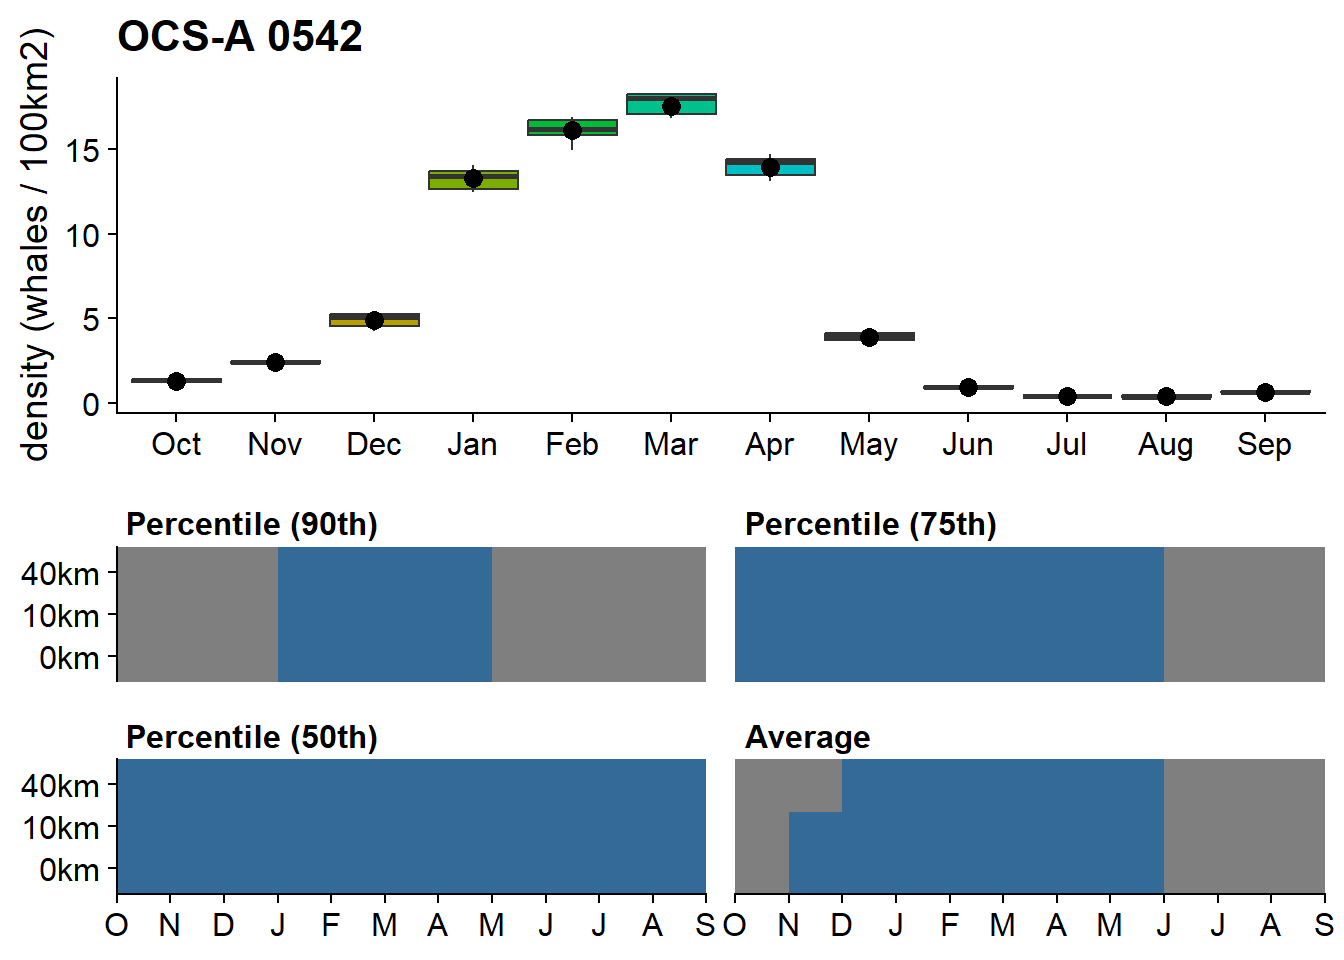 OCS-A 0542
density (whales / 100km2)
15
10
5
0
Oct Nov Dec Jan Feb Mar Apr May Jun Jul Aug Sep
Percentile (90th) Percentile (75th)
40km
10km
0km
Percentile (50th) Average
40km
10km
0km
O N D J F M A M J J A S O N D J F M A M J J A S